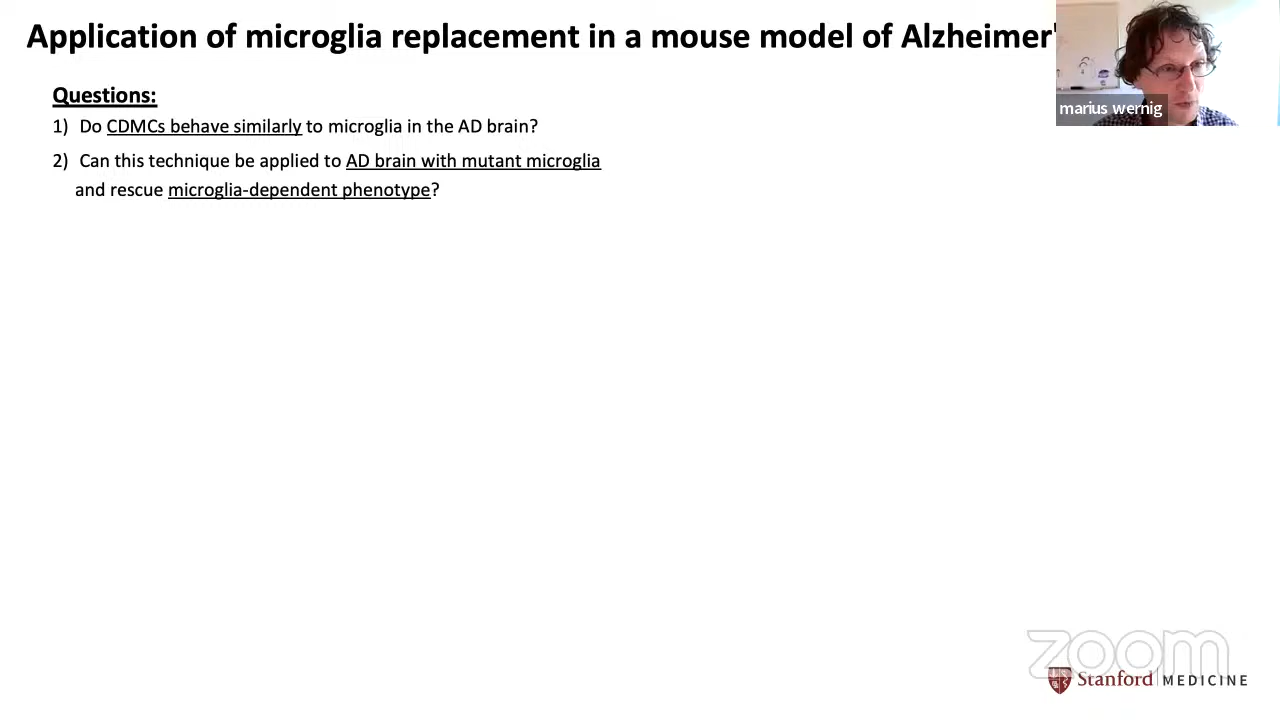 Application of microglia replacement in a mouse model of Alzheimer'
marius wernig
Questions:
1) Do CDMCs behave similarly to microglia in the AD brain?
2) Can this technique be applied to AD brain with mutant microglia
and rescue microglia-dependent phenotype?
zoom
Stanford MEDICINE